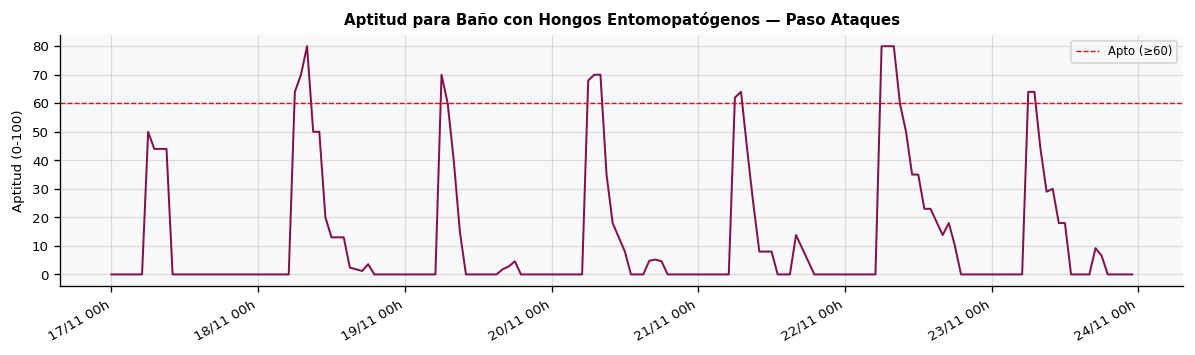 Aptitud para Baño con Hongos Entomopatógenos — Paso Ataques
Apto (≥60)
Aptitud (0-100)
80
70
60
50
40
30
20
10
0
17/11 00h
18/11 00h
19/11 00h
20/11 00h
21/11 00h
22/11 00h
23/11 00h
24/11 00h